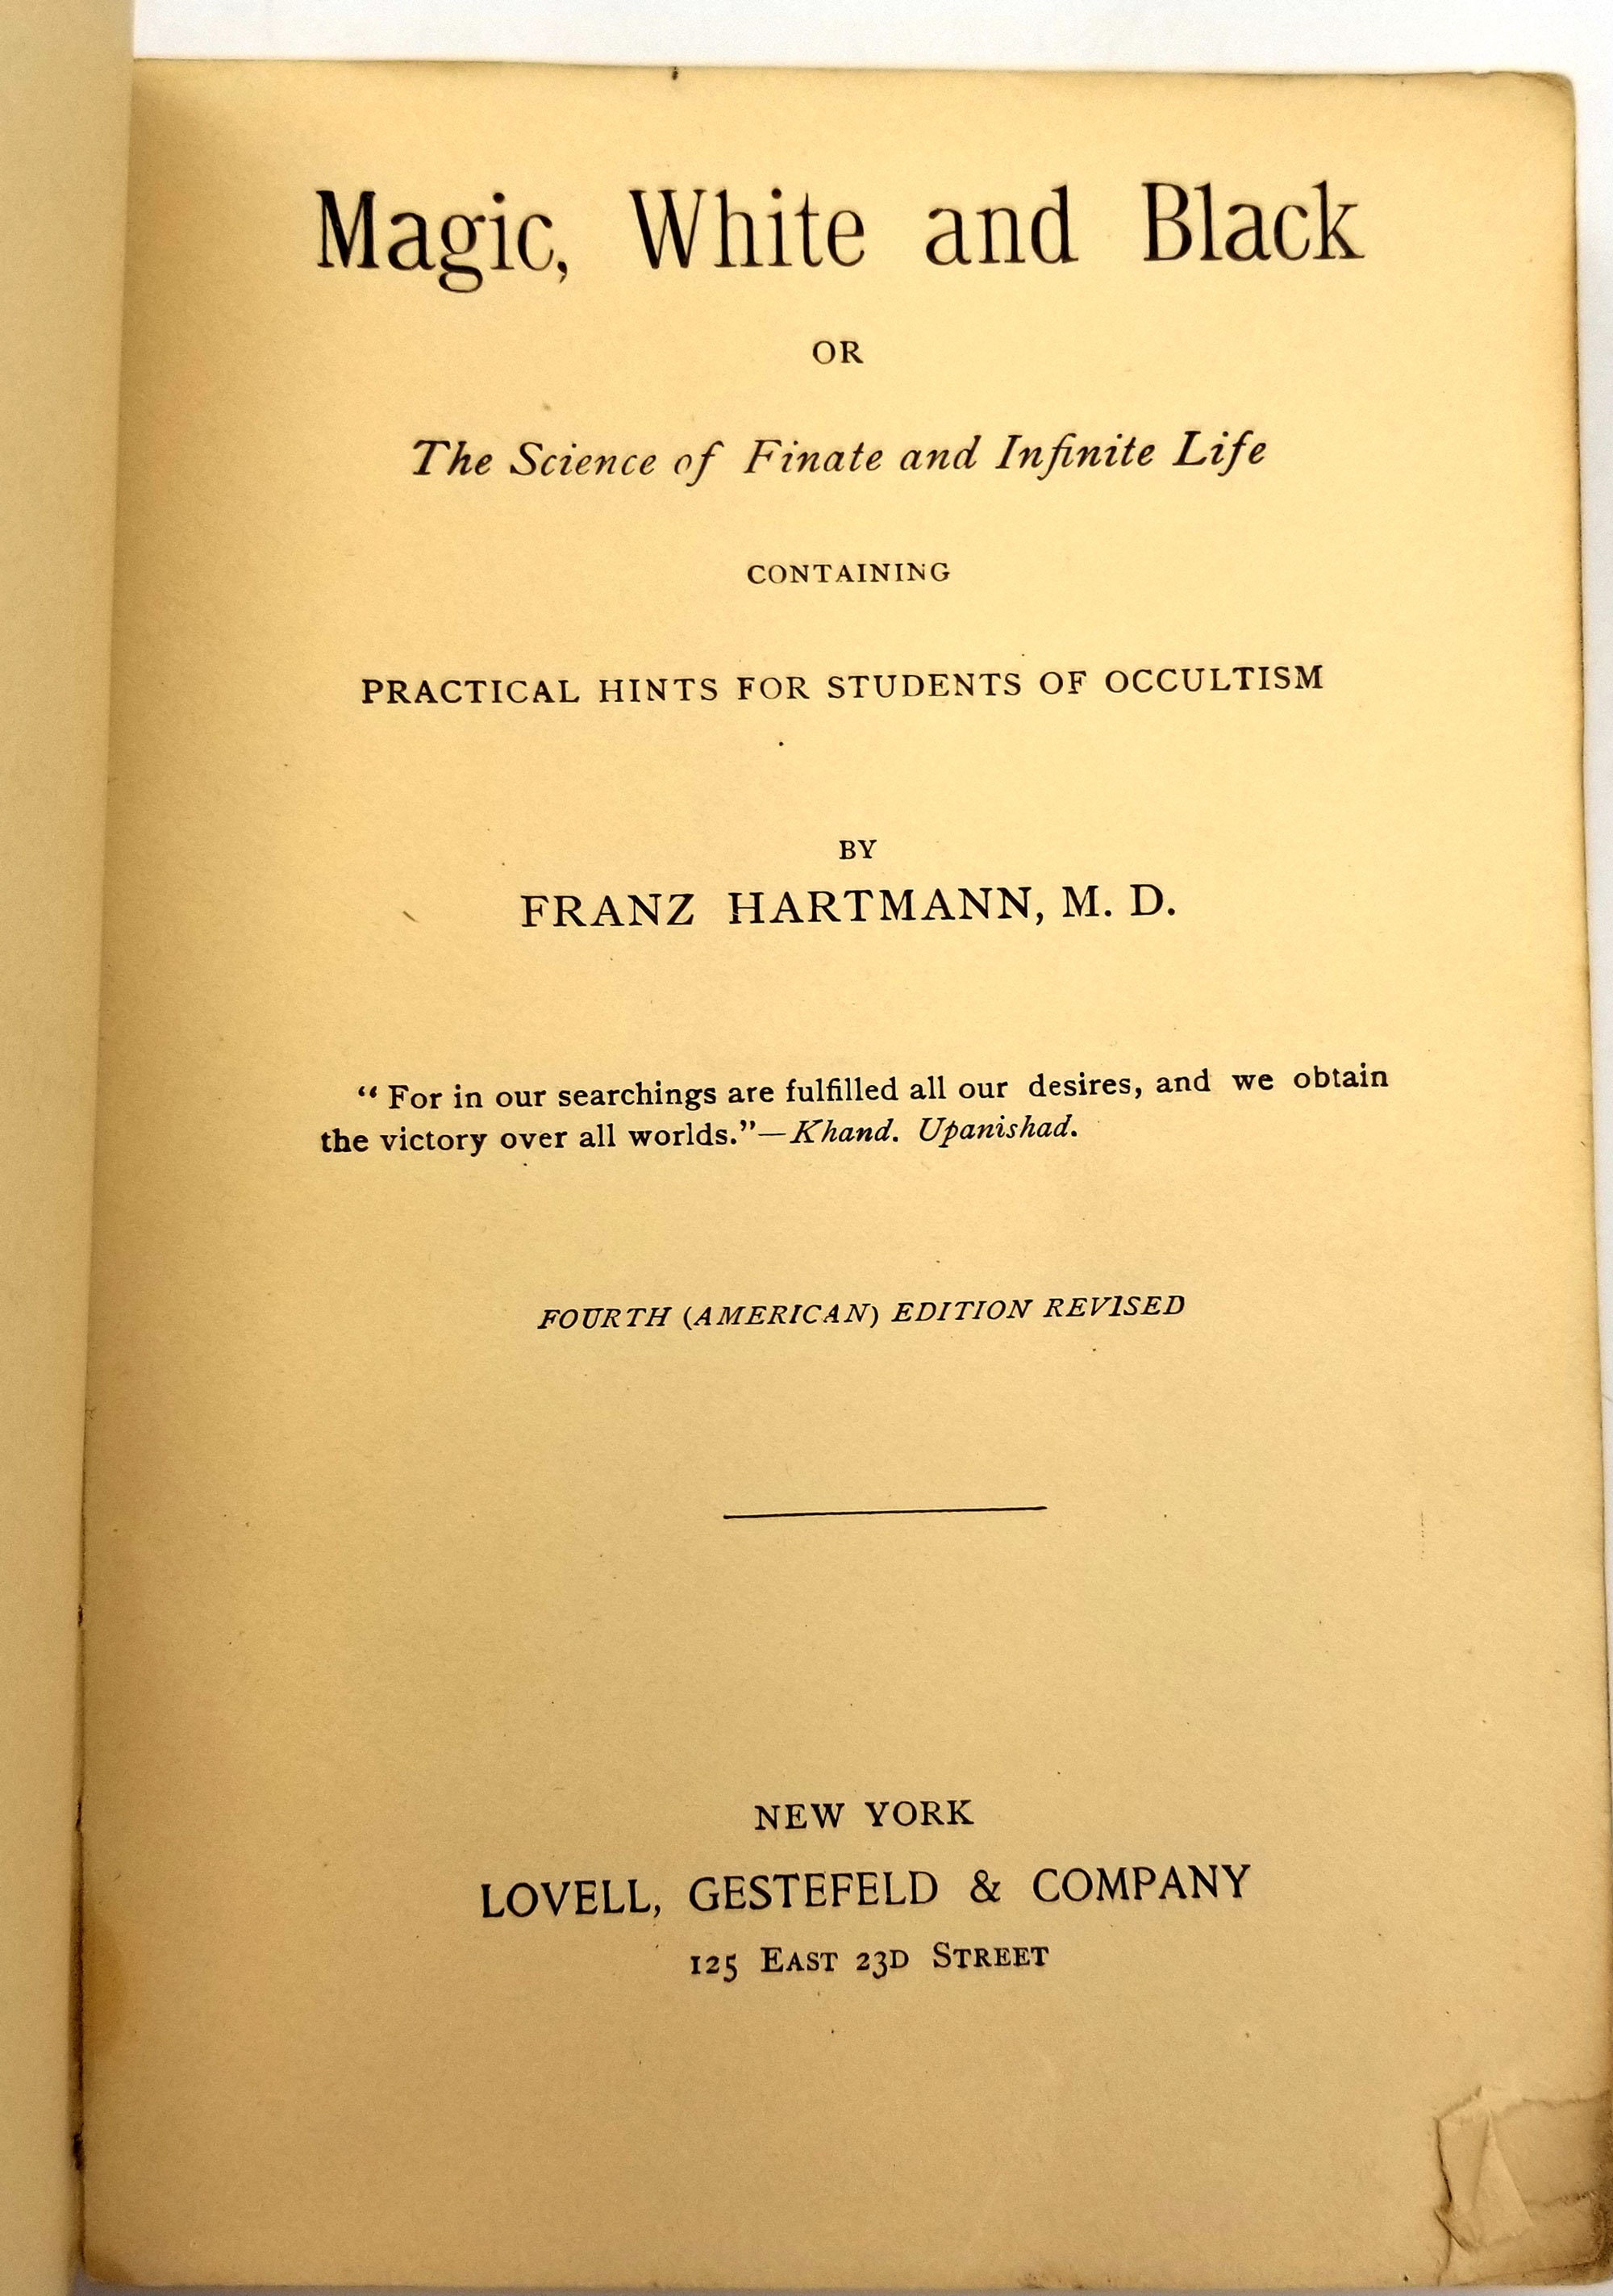 Magic, White and Black
OR
The Science of Finate and Infinite Life
CONTAINING
PRACTICAL HINTS FOR STUDENTS OF OCCULTISM
BY
FRANZ HARTMANN, M. D.
“ For in our searchings are fulfilled all our desires, and we obtain
the victory over all worlds.”—Khand. Upanishad.
FOURTH (AMERICAN) EDITION REVISED
NEW YORK
LOVELL, GESTEFELD & COMPANY
125 EAST 23D STREET